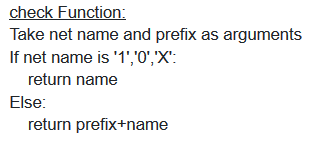 check Function:
Take net name and prefix as arguments
If net name is '1','0','X':
return name
Else:
return prefix+name